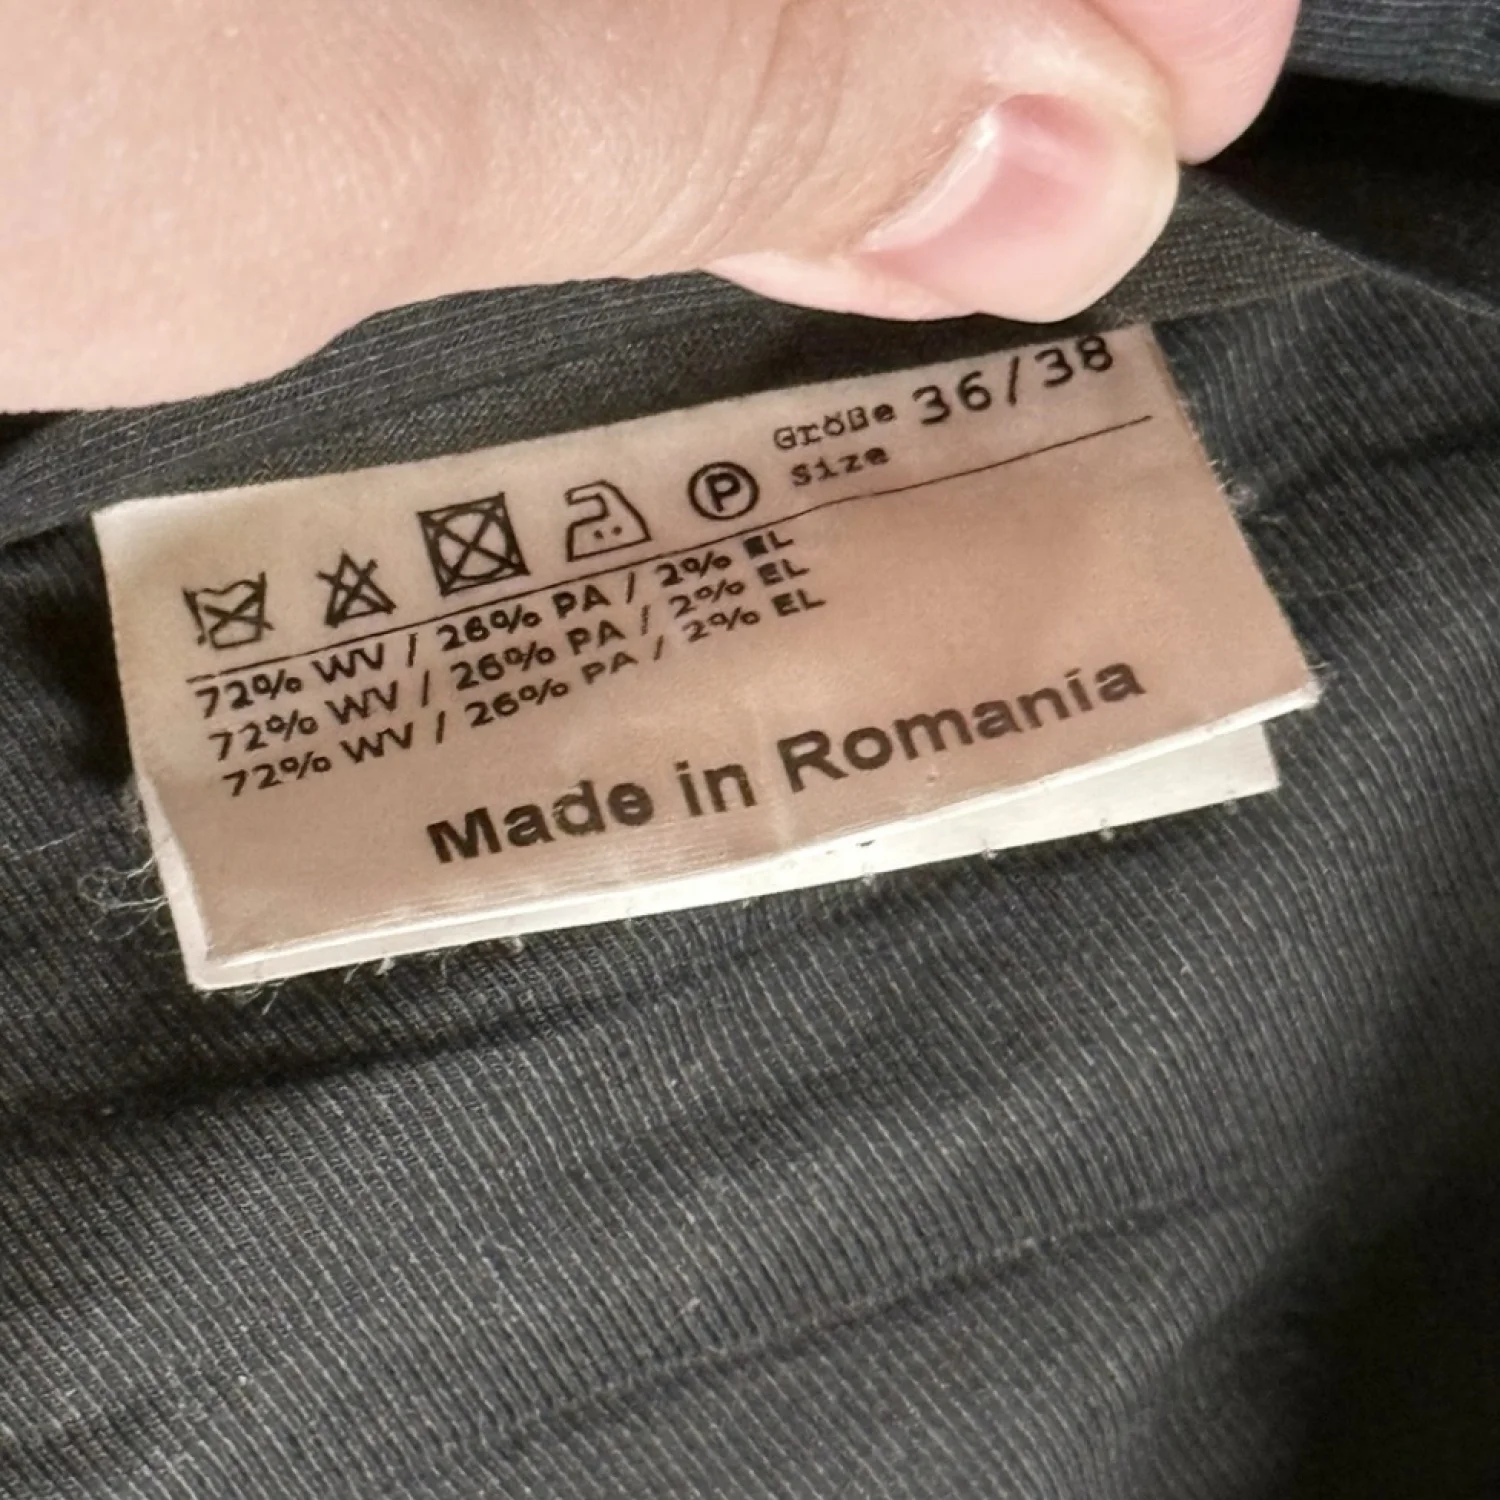 Größe 36/38
Size
P
72% WV / 26% PA / 2% EL
72% WV / 26% PA / 2% EL
72% WV / 26% PA / 2% EL
Made in Romania